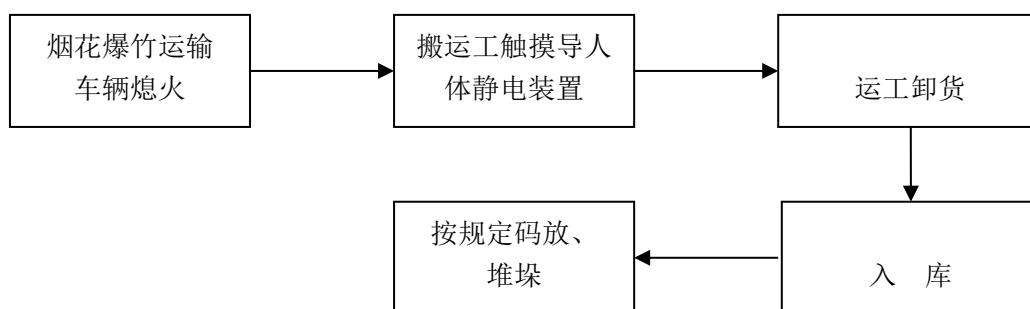 烟花爆竹运输
车辆熄火
搬运工触摸导人
体静电装置
运工卸货
入　库
按规定码放、
堆垛